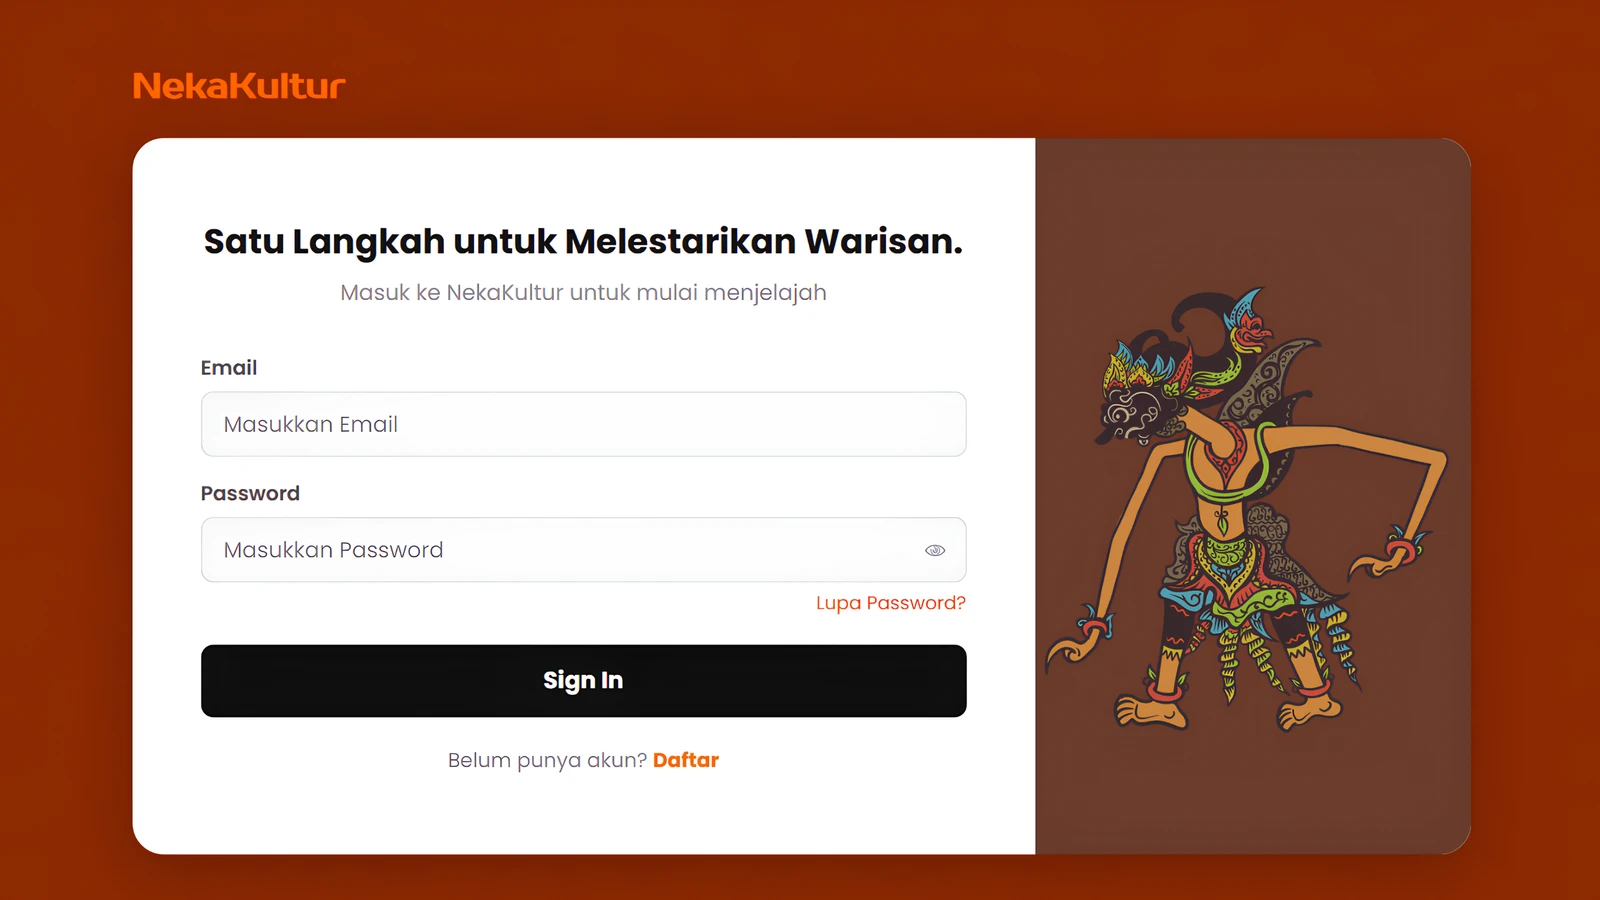 NekaKultur
Satu Langkah untuk Melestarikan Warisan.
Masuk ke NekaKultur untuk mulai menjelajah
Email
Masukkan Email
Password
Masukkan Password
Lupa Password?
Sign In
Belum punya akun? Daftar